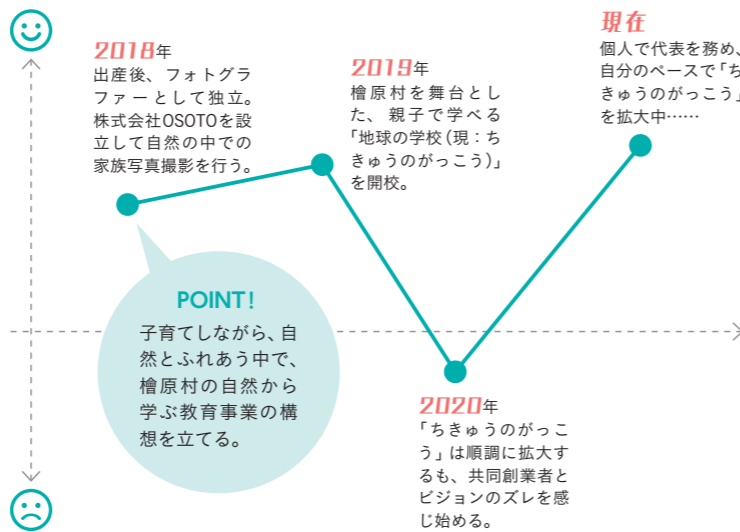 2018年
出産後、フォトグラ
ファーとして独立。
株式会社OSOTOを設
立して自然の中での
家族写真撮影を行う。
2019年
檜原村を舞台とし
た、親子で学べる
「地球の学校(現：ち
きゅうのがっこう)」
を開校。
現在
個人で代表を務め、
自分のペースで「ち
きゅうのがっこう」
を拡大中……
POINT!
子育てしながら、自
然とふれあう中で、
檜原村の自然から
学ぶ教育事業の構
想を立てる。
2020年
「ちきゅうのがっこ
う」は順調に拡大す
るも、共同創業者と
ビジョンのズレを感
じ始める。